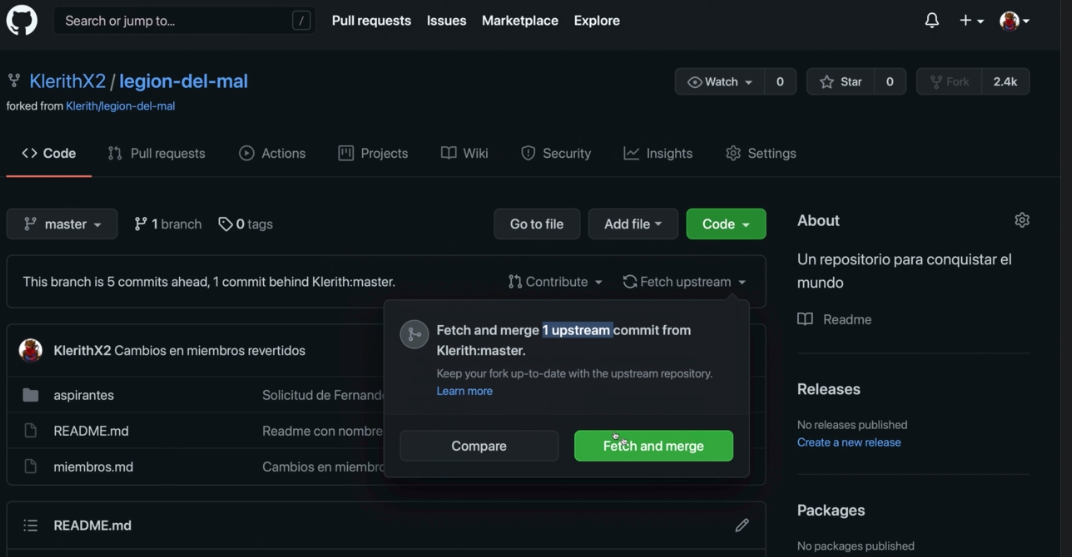 Search or jump to... /
Pull requests Issues Marketplace Explore
KlerithX2 / legion-del-mal
forked from Klerith/legion-del-mal
Watch 0 Star 0 Fork 2.4k
Code Pull requests Actions Projects Wiki Security Insights Settings
master 1 branch 0 tags Go to file Add file Code
This branch is 5 commits ahead, 1 commit behind Klerith:master. Contribute Fetch upstream
Fetch and merge 1 upstream commit from
Klerith:master.
Keep your fork up-to-date with the upstream repository.
Learn more
Compare Fetch and merge
KlerithX2 Cambios en miembros revertidos
aspirantes Solicitud de Fernand
README.md Readme con nombre
miembros.md Cambios en miembr
README.md
About
Un repositorio para conquistar el
mundo
Readme
Releases
No releases published
Create a new release
Packages
No packages published